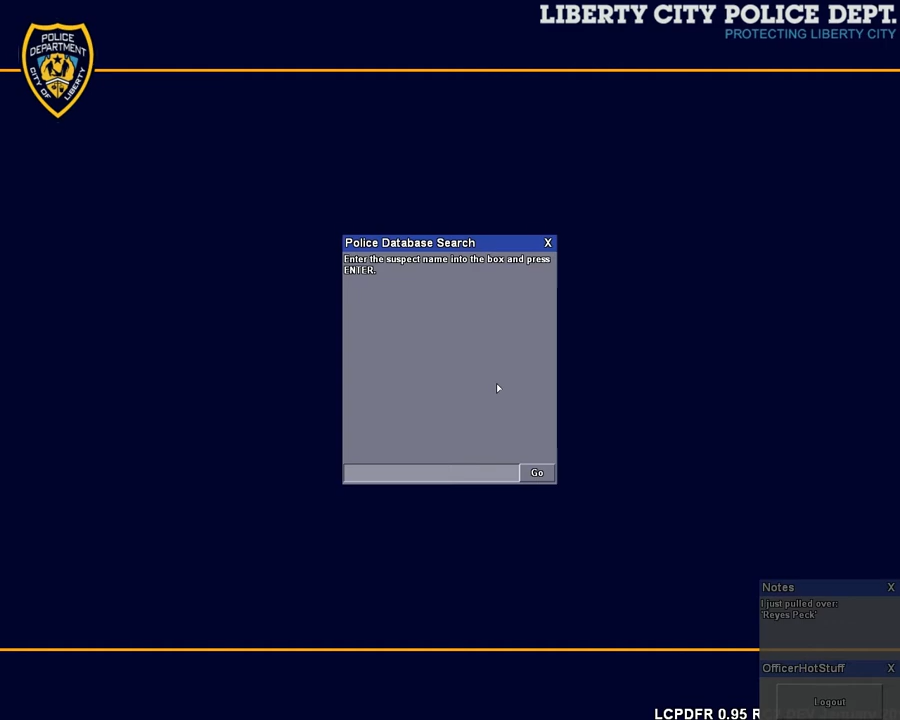 LIBERTY CITY POLICE DEPT.
PROTECTING LIBERTY CITY
POLICE
DEPARTMENT
CITY OF LIBERTY
Police Database Search X
Enter the suspect name into the box and press
ENTER.
Go
Notes X
I just pulled over:
'Reyes Peck'
OfficerHotStuff X
Logout
LCPDFR 0.95 R